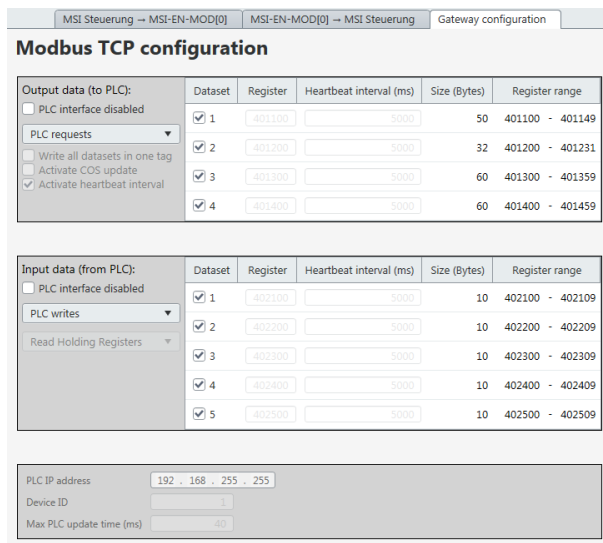 MSI Steuerung → MSI-EN-MOD[0] MSI-EN-MOD[0] → MSI Steuerung Gateway configuration
Modbus TCP configuration
Output data (to PLC): Dataset Register Heartbeat interval (ms) Size (Bytes) Register range
PLC interface disabled
1 401100 5000 50 401100 - 401149
PLC requests
2 401200 5000 32 401200 - 401231
Write all datasets in one tag
Activate COS update
3 401300 5000 60 401300 - 401359
Activate heartbeat interval
4 401400 5000 60 401400 - 401459
Input data (from PLC): Dataset Register Heartbeat interval (ms) Size (Bytes) Register range
PLC interface disabled
1 402100 5000 10 402100 - 402109
PLC writes
2 402200 5000 10 402200 - 402209
Read Holding Registers
3 402300 5000 10 402300 - 402309
4 402400 5000 10 402400 - 402409
5 402500 5000 10 402500 - 402509
PLC IP address 192 . 168 . 255 . 255
Device ID 1
Max PLC update time (ms) 40